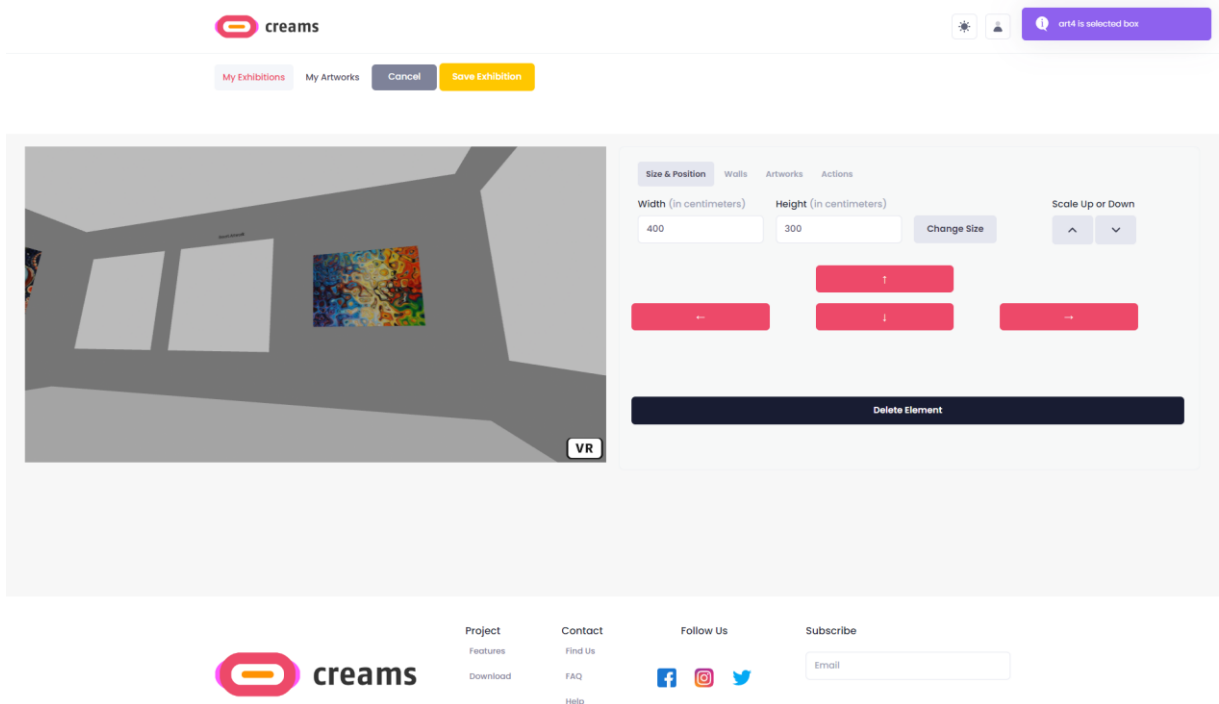 creams
art4 is selected box
My Exhibitions
My Artworks
Cancel
Save Exhibition
Size & Position
Walls
Artworks
Actions
Width (in centimeters)
Height (in centimeters)
Scale Up or Down
400
300
Change Size
↑
←
↓
→
Delete Element
VR
creams
Project
Features
Download
Contact
Find Us
FAQ
Help
Follow Us
Subscribe
Email